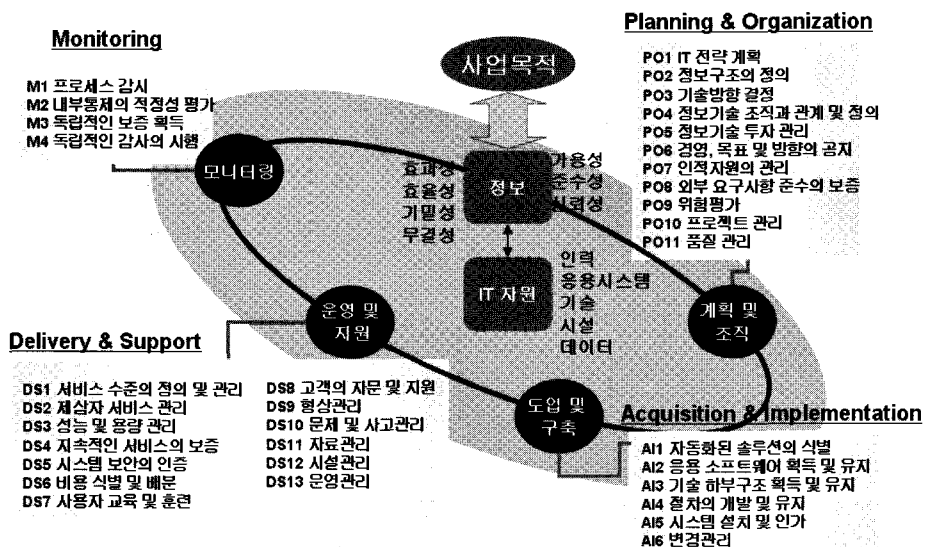 Monitoring
M1 프로세스 감시
M2 내부통제의 적정성 평가
M3 독립적인 보증 획득
M4 독립적인 감사의 시행
모니터링
사업목적
효과성
효율성
기밀성
무결성
정보
가용성
준수성
신뢰성
IT 자원
인력
응용시스템
기술
시설
데이터
Planning & Organization
PO1 IT 전략 계획
PO2 정보구조의 정의
PO3 기술방향 결정
PO4 정보기술 조직과 관계 및 정의
PO5 정보기술 투자 관리
PO6 경영, 목표 및 방향의 공지
PO7 인적자원의 관리
PO8 외부 요구사항 준수의 보증
PO9 위험평가
PO10 프로젝트 관리
PO11 품질 관리
계획 및
조직
운영 및
지원
Delivery & Support
DS1 서비스 수준의 정의 및 관리
DS2 제삼자 서비스 관리
DS3 성능 및 용량 관리
DS4 지속적인 서비스의 보증
DS5 시스템 보안의 인증
DS6 비용 식별 및 배분
DS7 사용자 교육 및 훈련
DS8 고객의 자문 및 지원
DS9 형상관리
DS10 문제 및 사고관리
DS11 자료관리
DS12 시설관리
DS13 운영관리
도입 및
구축
Acquisition & Implementation
AI1 자동화된 솔루션의 식별
AI2 응용 소프트웨어 획득 및 유지
AI3 기술 하부구조 획득 및 유지
AI4 절차의 개발 및 유지
AI5 시스템 설치 및 인가
AI6 변경관리